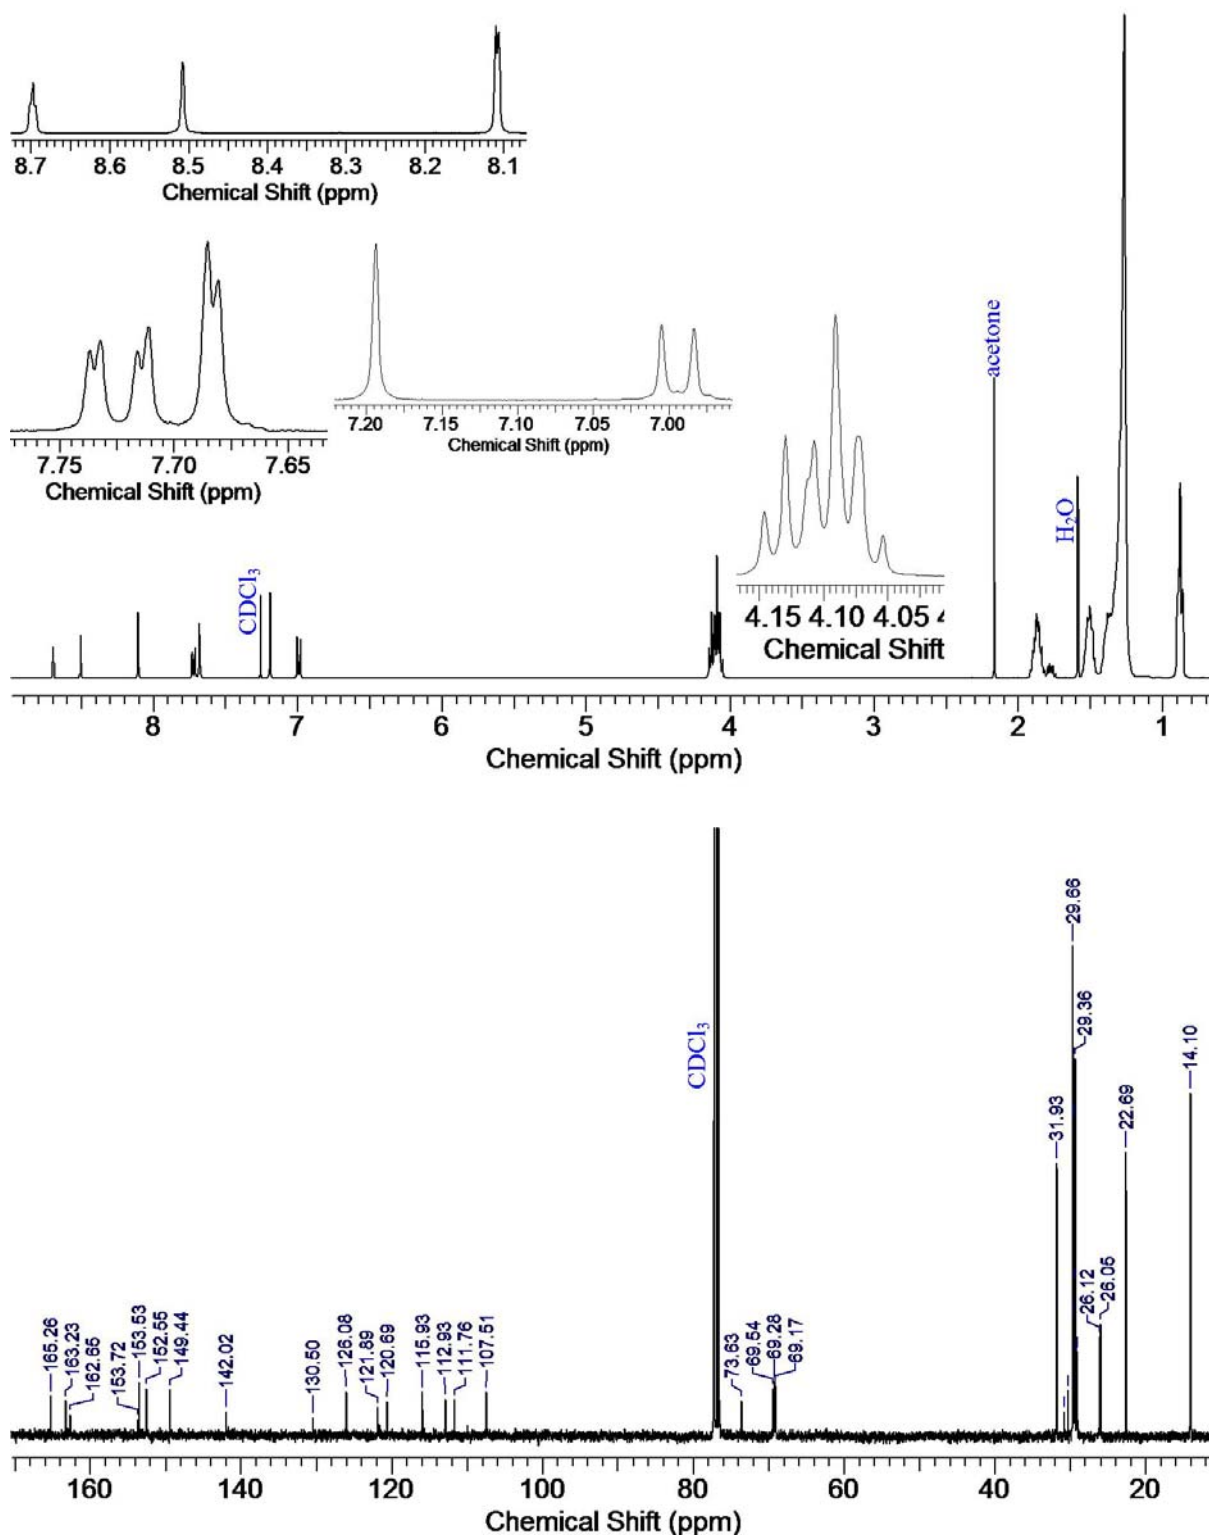 8.7 8.6 8.5 8.4 8.3 8.2 8.1
Chemical Shift (ppm)
7.75 7.70 7.65
Chemical Shift (ppm)
7.20 7.15 7.10 7.05 7.00
Chemical Shift (ppm)
4.15 4.10 4.05 4
Chemical Shift
CDCl₃
acetone
H₂O
8 7 6 5 4 3 2 1
Chemical Shift (ppm)
165.26
163.23
162.65
153.72
153.53
152.55
149.44
142.02
130.50
126.08
121.89
120.69
115.93
112.93
111.76
107.51
CDCl₃
73.63
69.54
69.28
69.17
31.93
29.66
29.36
26.12
26.05
22.69
14.10
160 140 120 100 80 60 40 20
Chemical Shift (ppm)